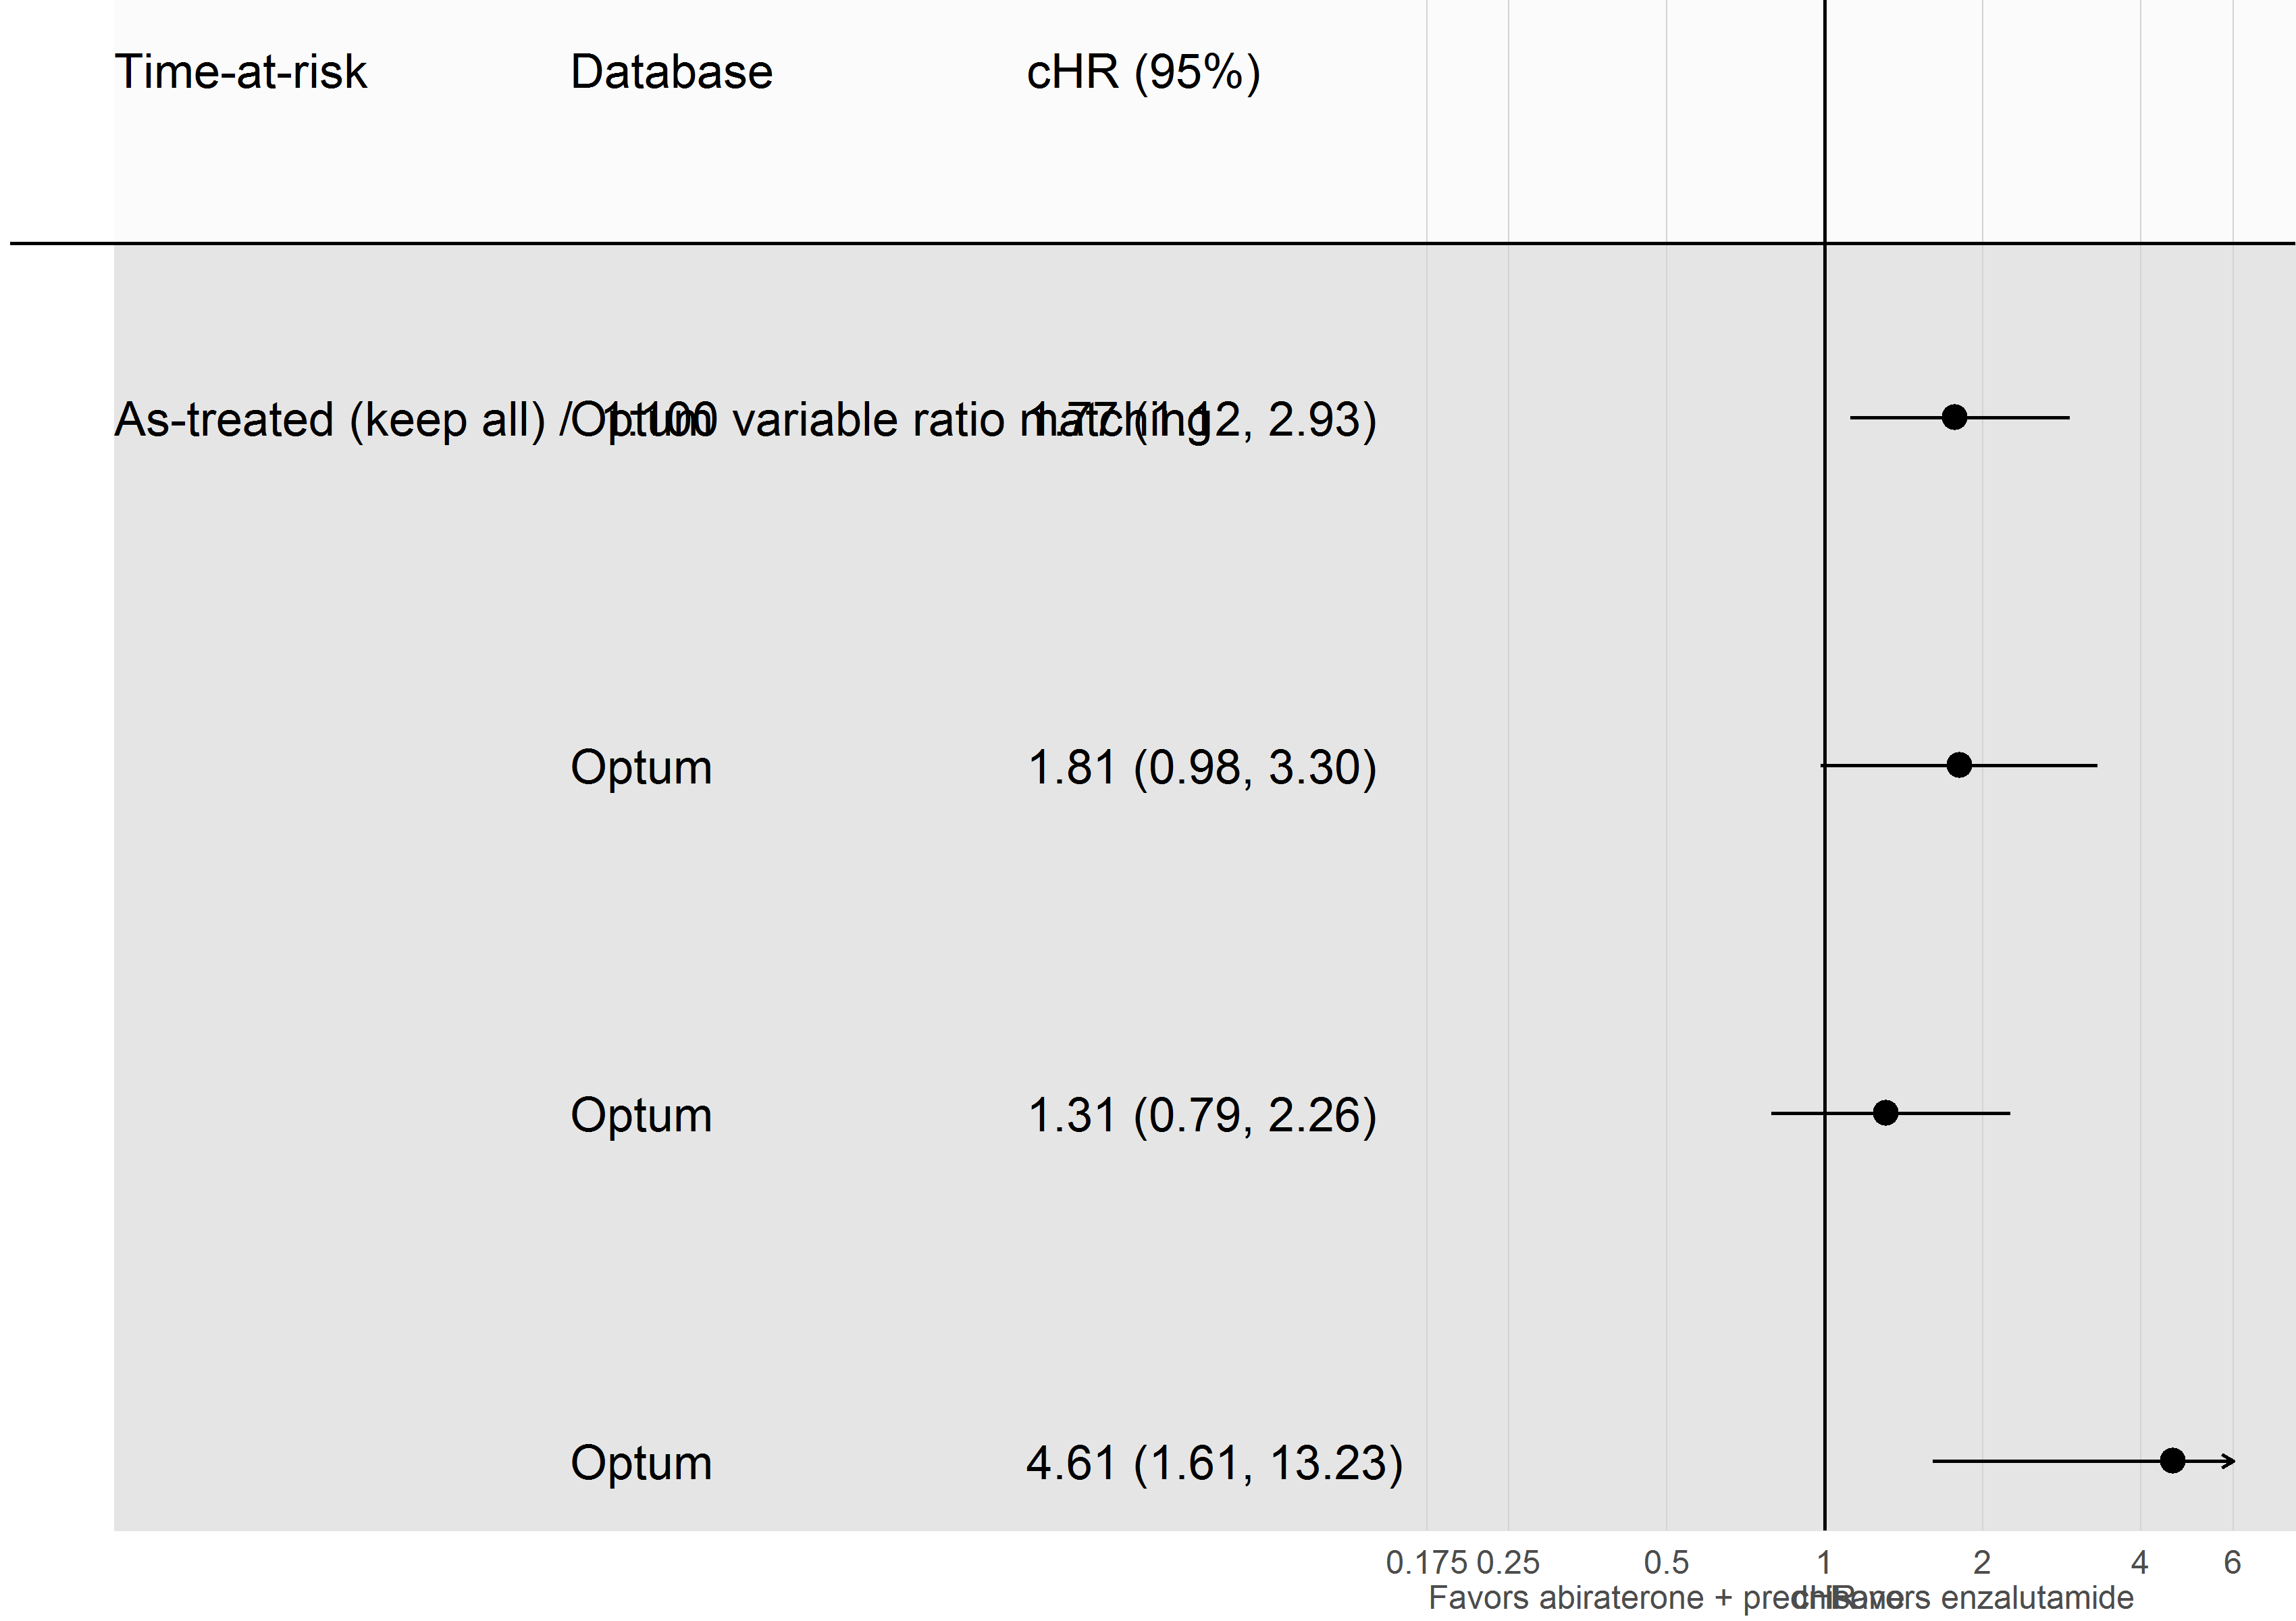 Time-at-risk Database cHR (95%)
As-treated (keep all) / 1:100 variable ratio matching Optum 1.77 (1.12, 2.93)
Optum 1.81 (0.98, 3.30)
Optum 1.31 (0.79, 2.26)
Optum 4.61 (1.61, 13.23)
0.175 0.25 0.5 1 2 4 6
Favors abiraterone + prednisone cHR Favors enzalutamide